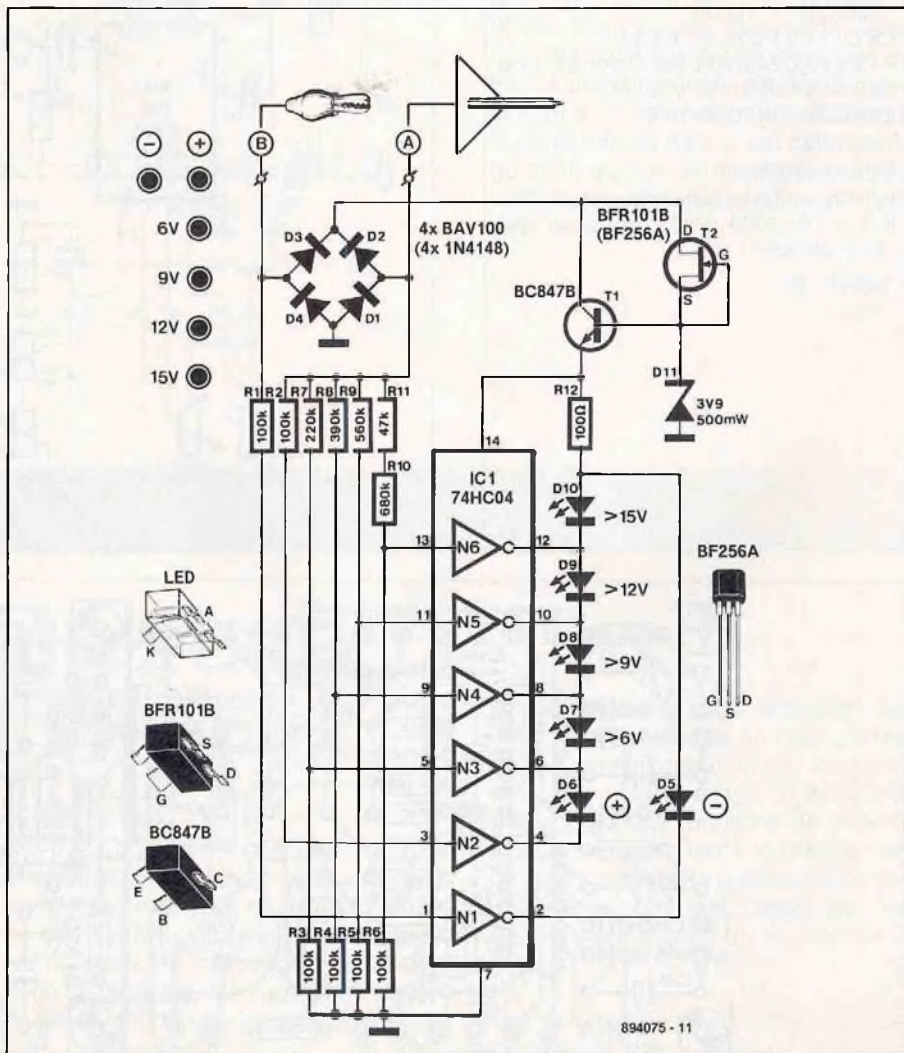 B
A
− +
6V
9V
12V
15V
4x BAV100
(4x 1N4148)
D3
D2
D4
D1
BFR101B
(BF256A)
D
T2
G
S
BC847B
T1
D11
3V9
500mW
R1 R2 R7 R8 R9 R11
100k
100k
220k
390k
560k
47k
R10
680k
R12
100Ω
14
IC1
74HC04
D10
>15V
D9
>12V
D8
>9V
D7
>6V
D6
+
D5
−
13 N6 12
11 N5 10
9 N4 8
5 N3 6
3 N2 4
1 N1 2
7
R3 R4 R5 R6
100k
100k
100k
100k
LED
A
K
BFR101B
S
D
G
BC847B
C
E
B
BF256A
G
S
D
894075 - 11